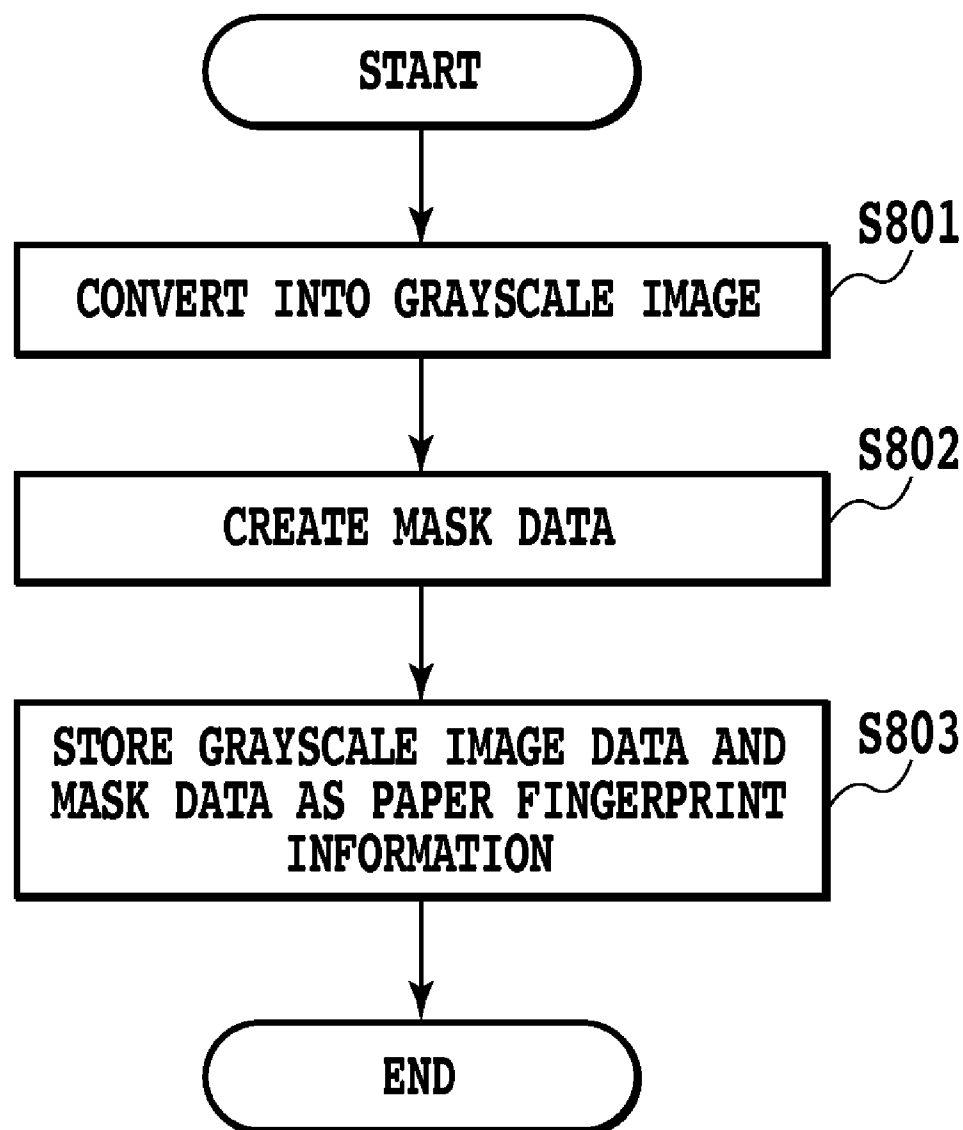 START
S801
CONVERT INTO GRAYSCALE IMAGE
S802
CREATE MASK DATA
S803
STORE GRAYSCALE IMAGE DATA AND
MASK DATA AS PAPER FINGERPRINT
INFORMATION
END